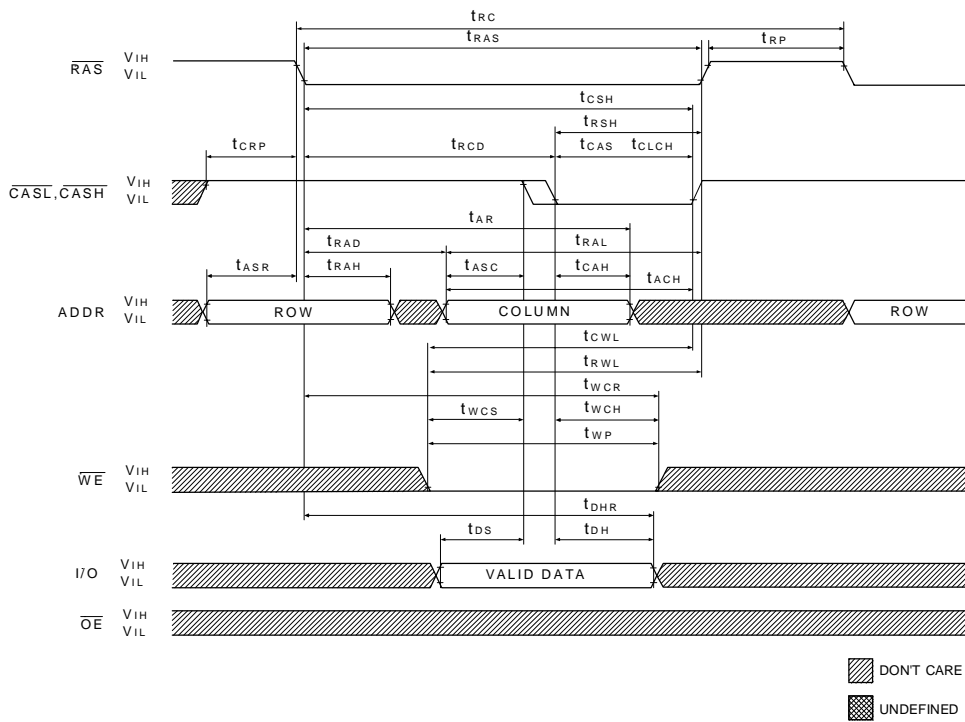 tRC
tRAS
tRP
VIH
RAS
VIL
tCSH
tRSH
tCRP
tRCD
tCAS tCLCH
VIH
CASL,CASH
VIL
tAR
tRAD
tRAL
tASR
tRAH
tASC
tCAH
tACH
VIH
ADDR
VIL
ROW
COLUMN
ROW
tCWL
tRWL
tWCR
tWCS
tWCH
tWP
VIH
WE
VIL
tDHR
tDS
tDH
VIH
I/O
VIL
VALID DATA
VIH
OE
VIL
DON'T CARE
UNDEFINED